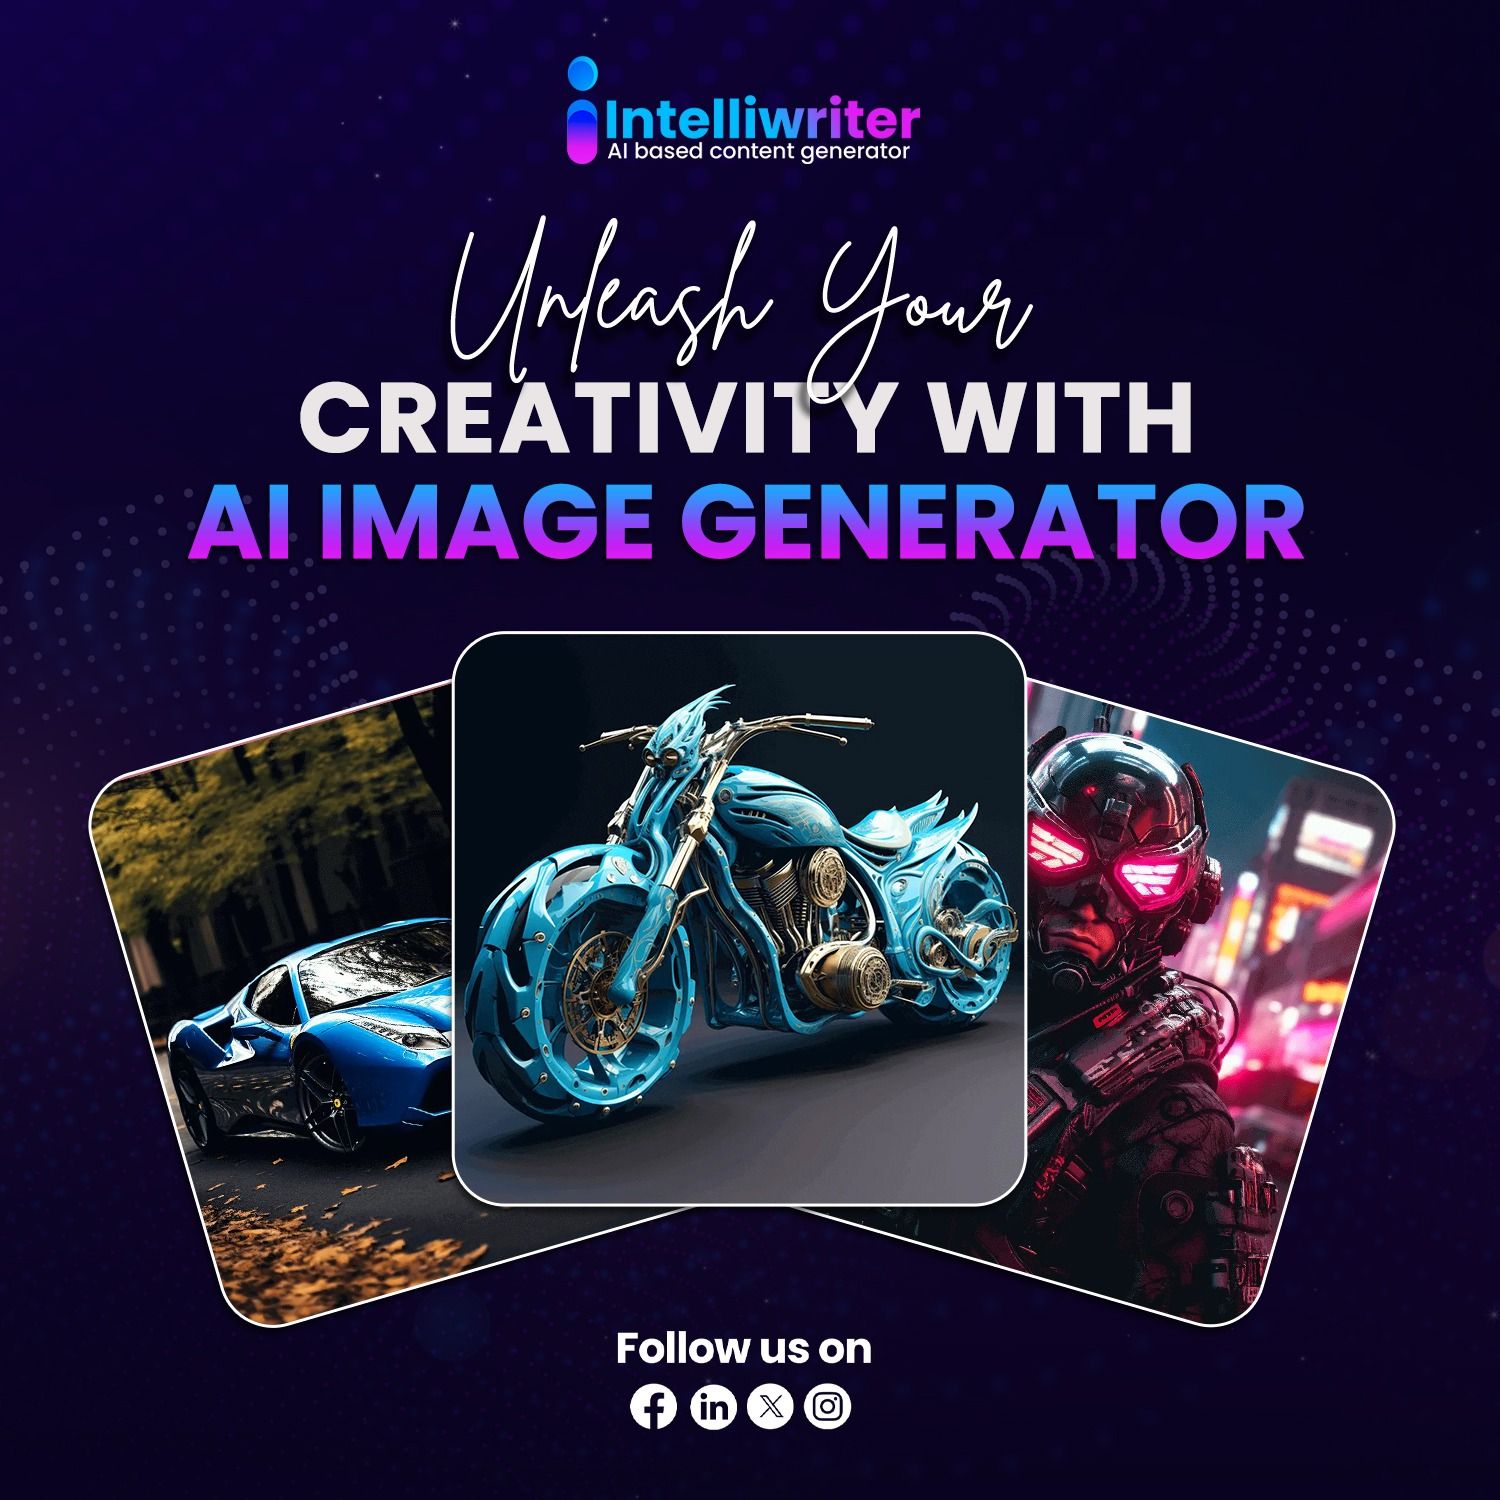 Intelliwriter
AI based content generator
Unleash Your
CREATIVITY WITH
AI IMAGE GENERATOR
Follow us on